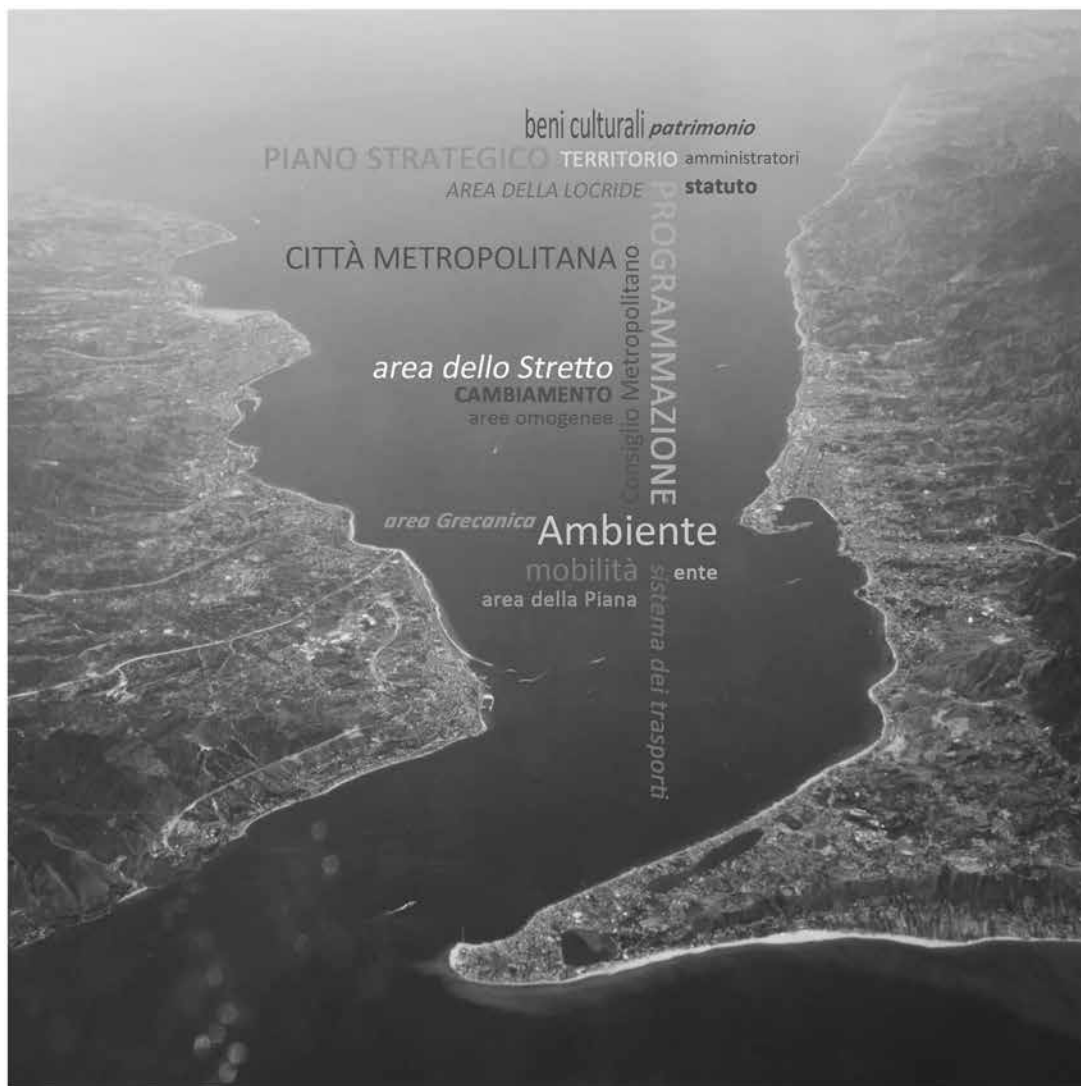 beni culturali patrimonio
PIANO STRATEGICO TERRITORIO amministratori
AREA DELLA LOCRIDE statuto
PROGRAMMAZIONE
CITTÀ METROPOLITANA
Consiglio Metropolitano
area dello Stretto
CAMBIAMENTO
aree omogenee
area Grecanica Ambiente
mobilità ente
area della Piana
sistema dei trasporti